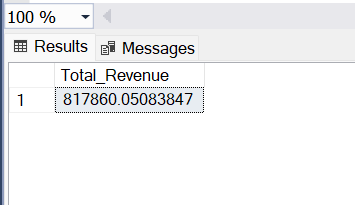 100 %
Results Messages
Total_Revenue
1 817860.05083847